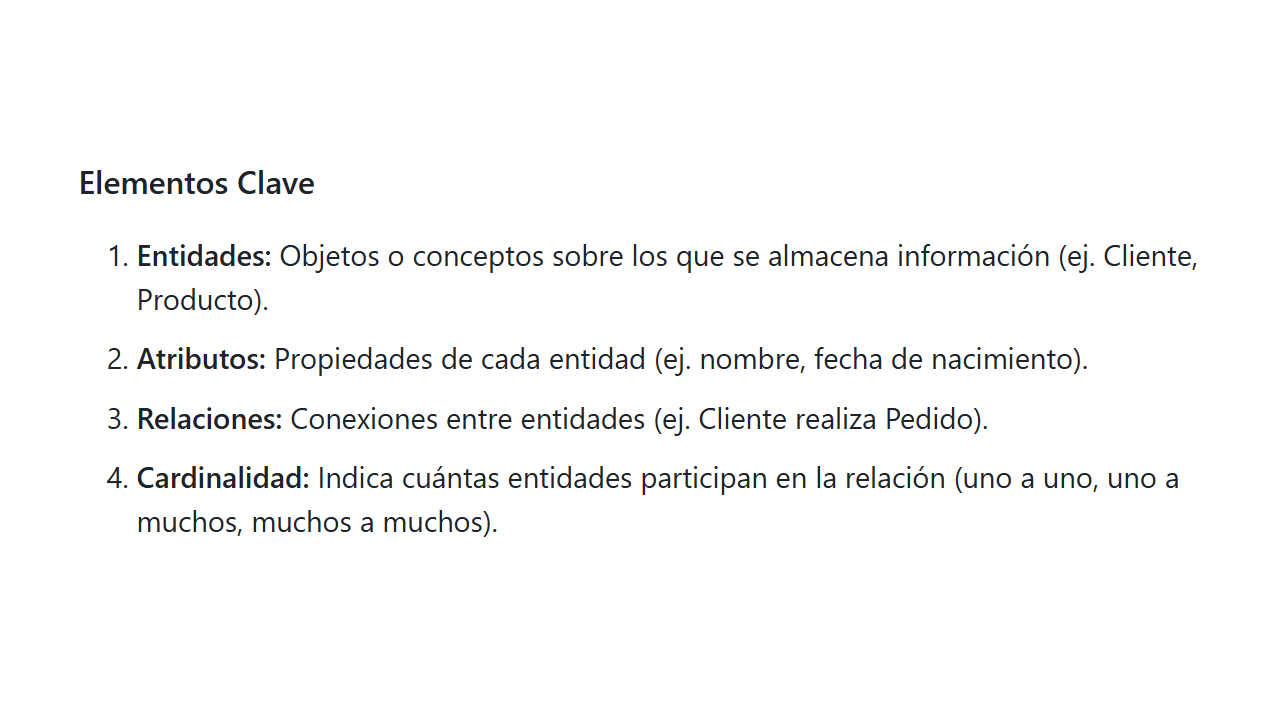 Elementos Clave
1. Entidades: Objetos o conceptos sobre los que se almacena información (ej. Cliente,
Producto).
2. Atributos: Propiedades de cada entidad (ej. nombre, fecha de nacimiento).
3. Relaciones: Conexiones entre entidades (ej. Cliente realiza Pedido).
4. Cardinalidad: Indica cuántas entidades participan en la relación (uno a uno, uno a
muchos, muchos a muchos).